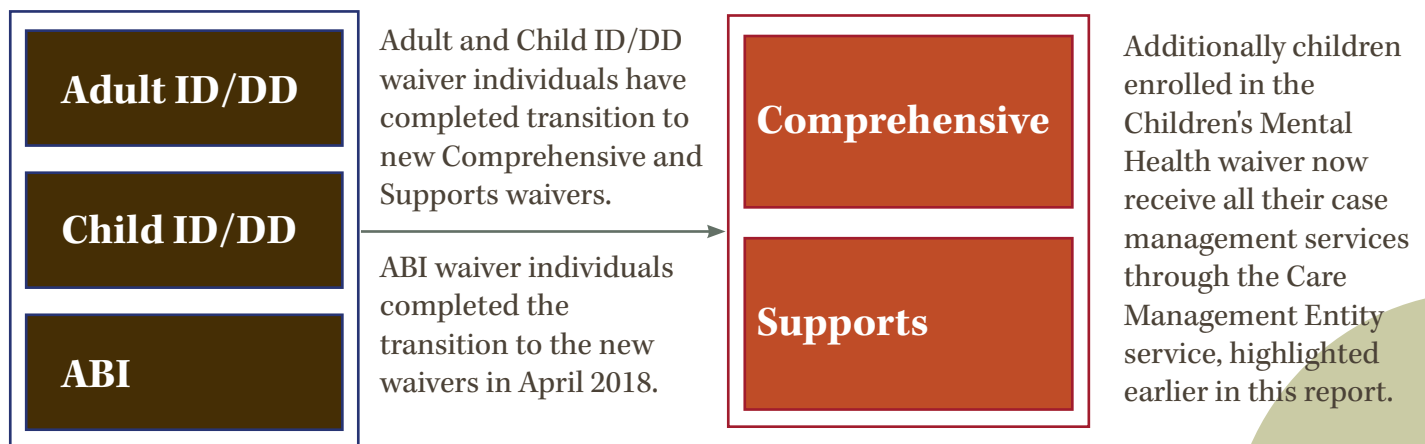 Adult ID/DD
Child ID/DD
ABI
Adult and Child ID/DD
waiver individuals have
completed transition to
new Comprehensive and
Supports waivers.
ABI waiver individuals
completed the
transition to the new
waivers in April 2018.
Comprehensive
Supports
Additionally children
enrolled in the
Children's Mental
Health waiver now
receive all their case
management services
through the Care
Management Entity
service, highlighted
earlier in this report.